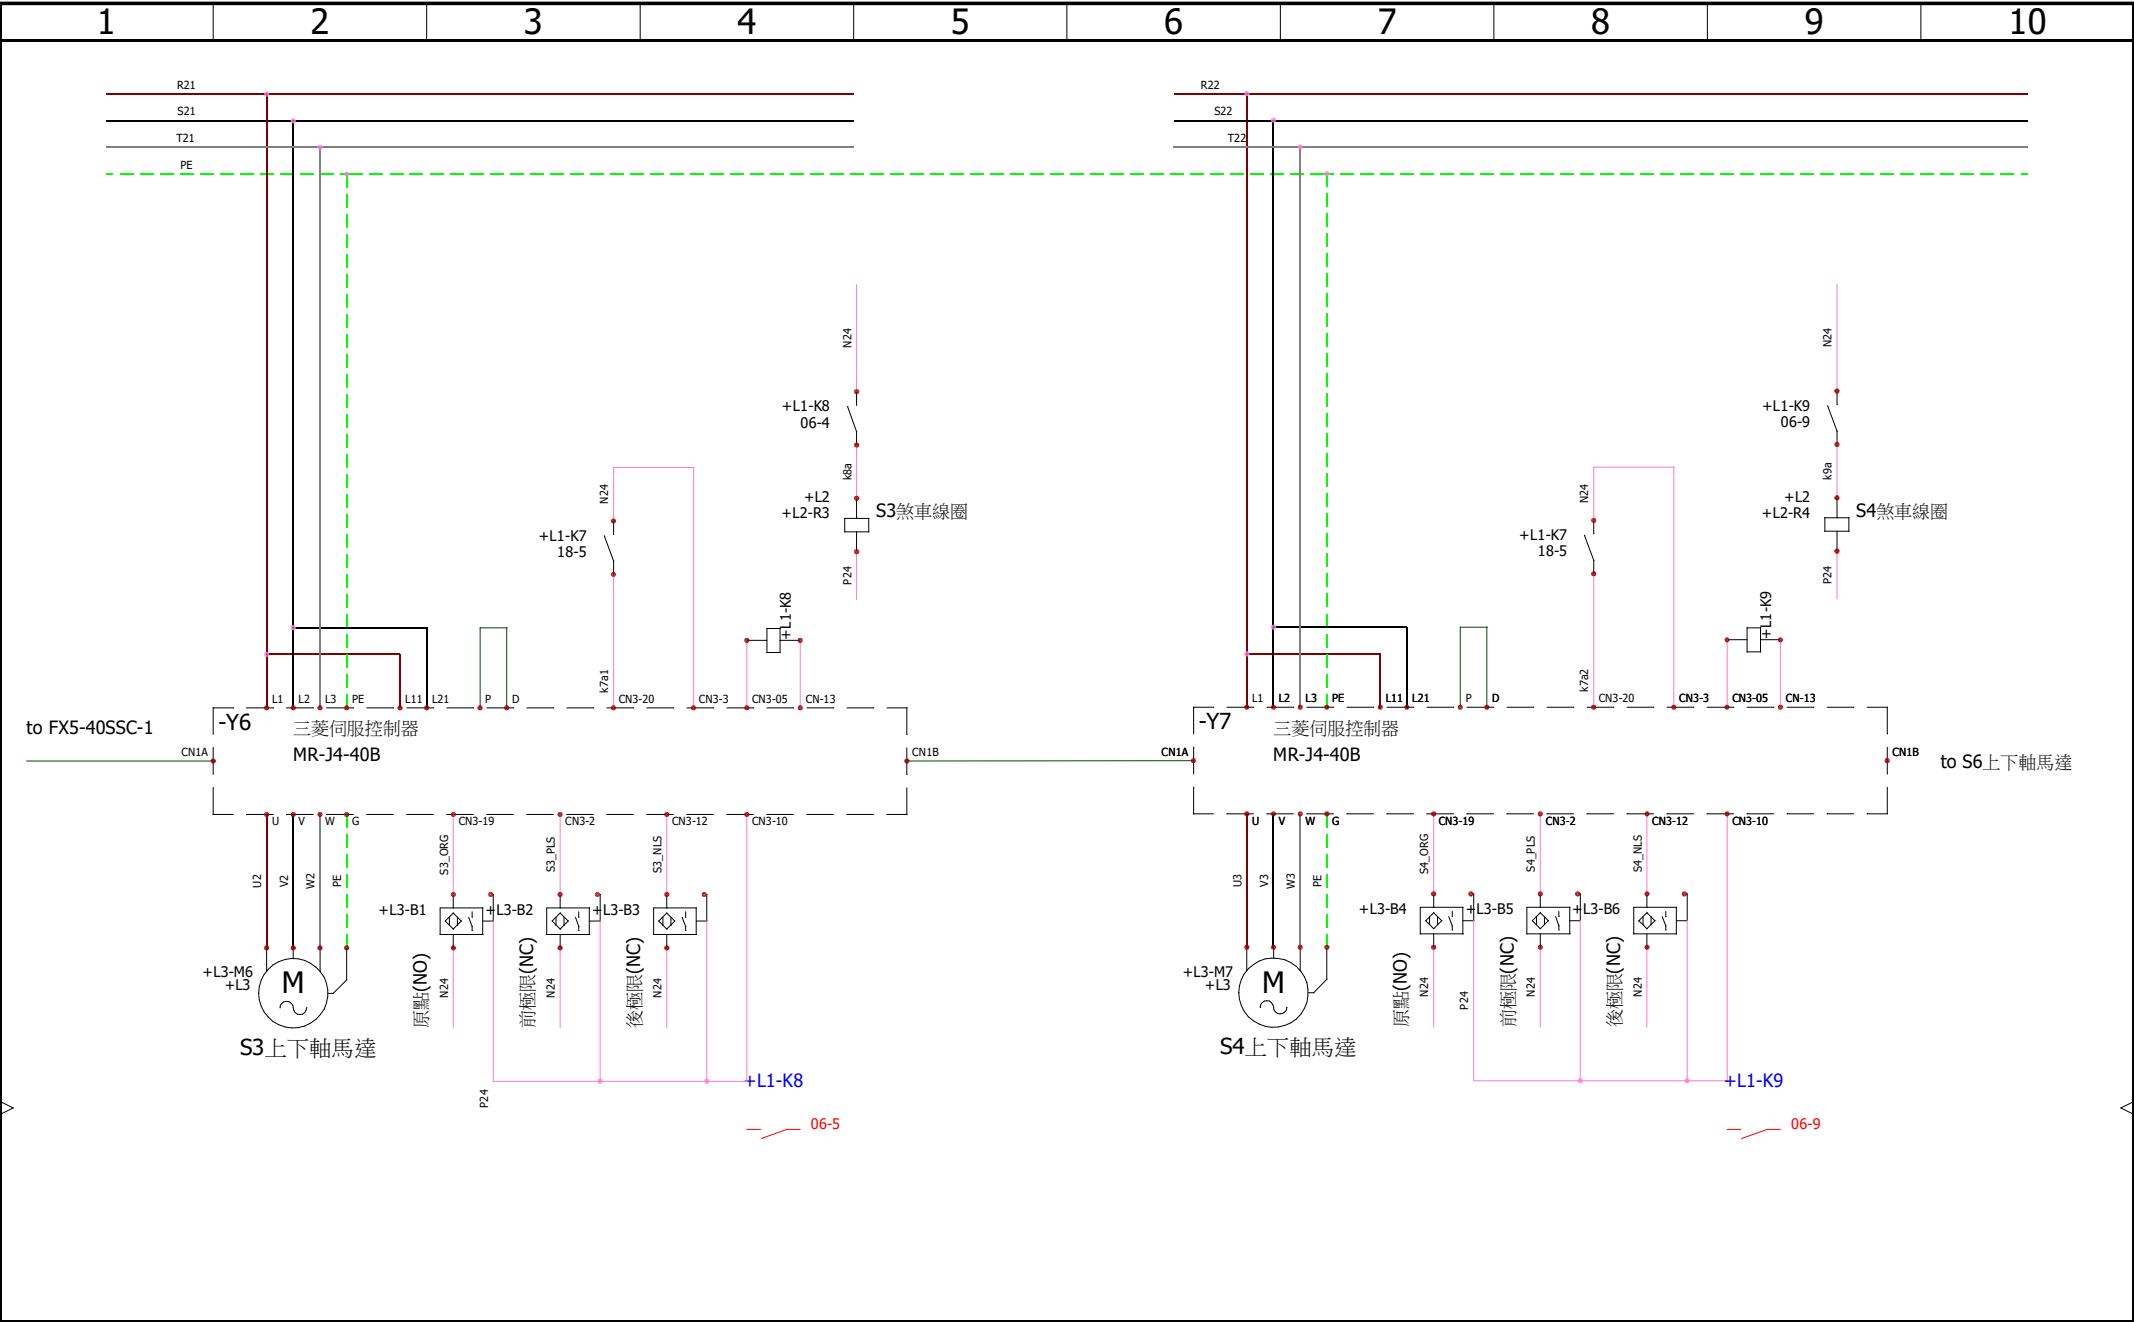 1 2 3 4 5 6 7 8 9 10
R21
S21
T21
PE
R22
S22
T22
N24
+L1-K8
06-4
k8a
+L2
+L2-R3
S3煞車線圈
P24
N24
+L1-K7
18-5
k7a1
+L1-K8
L1 L2 L3 PE L11 L21 P D CN3-20 CN3-3 CN3-05 CN-13
to FX5-40SSC-1
CN1A
-Y6
三菱伺服控制器
MR-J4-40B
CN1B
U V W G CN3-19 CN3-2 CN3-12 CN3-10
U2 V2 W2 PE S3_ORG S3_PLS S3_NLS
+L3-B1 +L3-B2 +L3-B3
+L3-M6
+L3
M
S3上下軸馬達
原點(NO) N24 前極限(NC) N24 後極限(NC) N24
P24
+L1-K8
06-5
N24
+L1-K9
06-9
k9a
+L2
+L2-R4
S4煞車線圈
P24
N24
+L1-K7
18-5
k7a2
+L1-K9
L1 L2 L3 PE L11 L21 P D CN3-20 CN3-3 CN3-05 CN-13
CN1A
-Y7
三菱伺服控制器
MR-J4-40B
CN1B
to S6上下軸馬達
U V W G CN3-19 CN3-2 CN3-12 CN3-10
U3 V3 W3 PE S4_ORG S4_PLS S4_NLS
+L3-B4 +L3-B5 +L3-B6
+L3-M7
+L3
M
S4上下軸馬達
原點(NO) N24 P24 前極限(NC) N24 後極限(NC) N24
+L1-K9
06-9